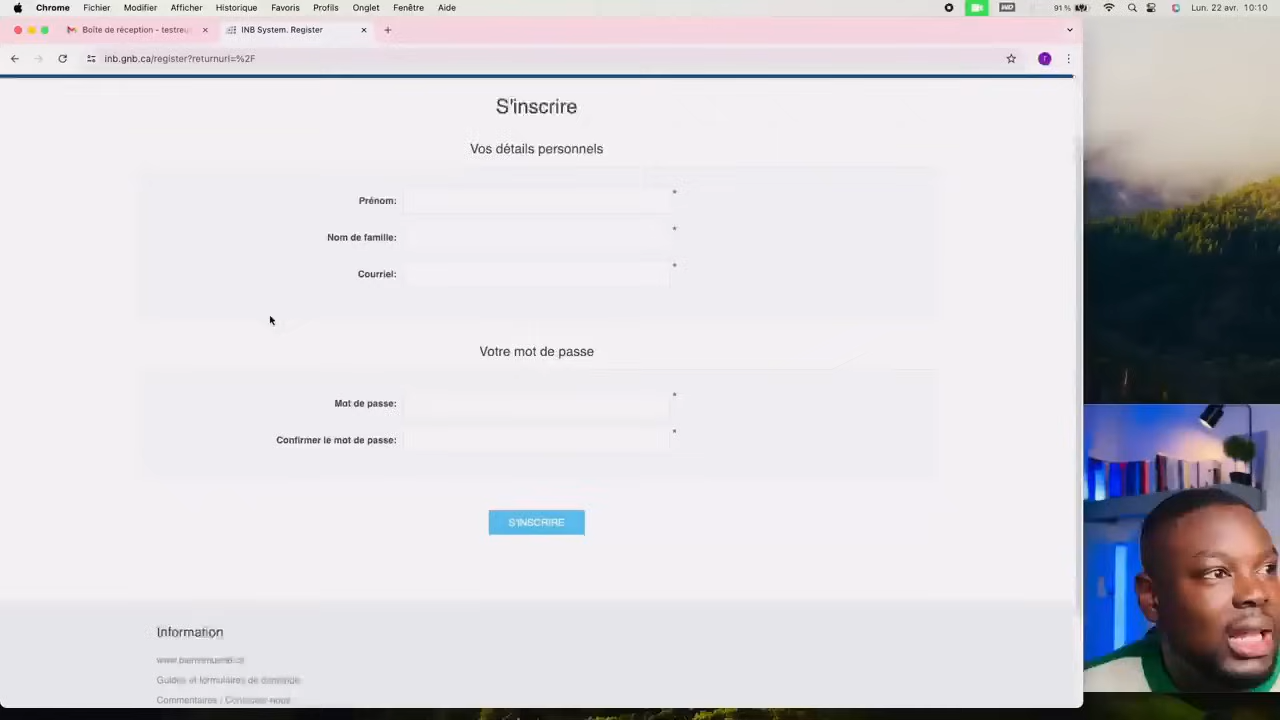 Chrome Fichier Modifier Afficher Historique Favoris Profils Onglet Fenêtre Aide 91 % Lun. 22 avr. 10:10
Boîte de réception - testreu INB System. Register
inb.gnb.ca/register?returnurl=%2F r
S'inscrire
Vos détails personnels
Prénom: *
Nom de famille: *
Courriel: *
Votre mot de passe
Mot de passe: *
Confirmer le mot de passe: *
S'INSCRIRE
Information
Guides et formulaires de demande
Commentaires /